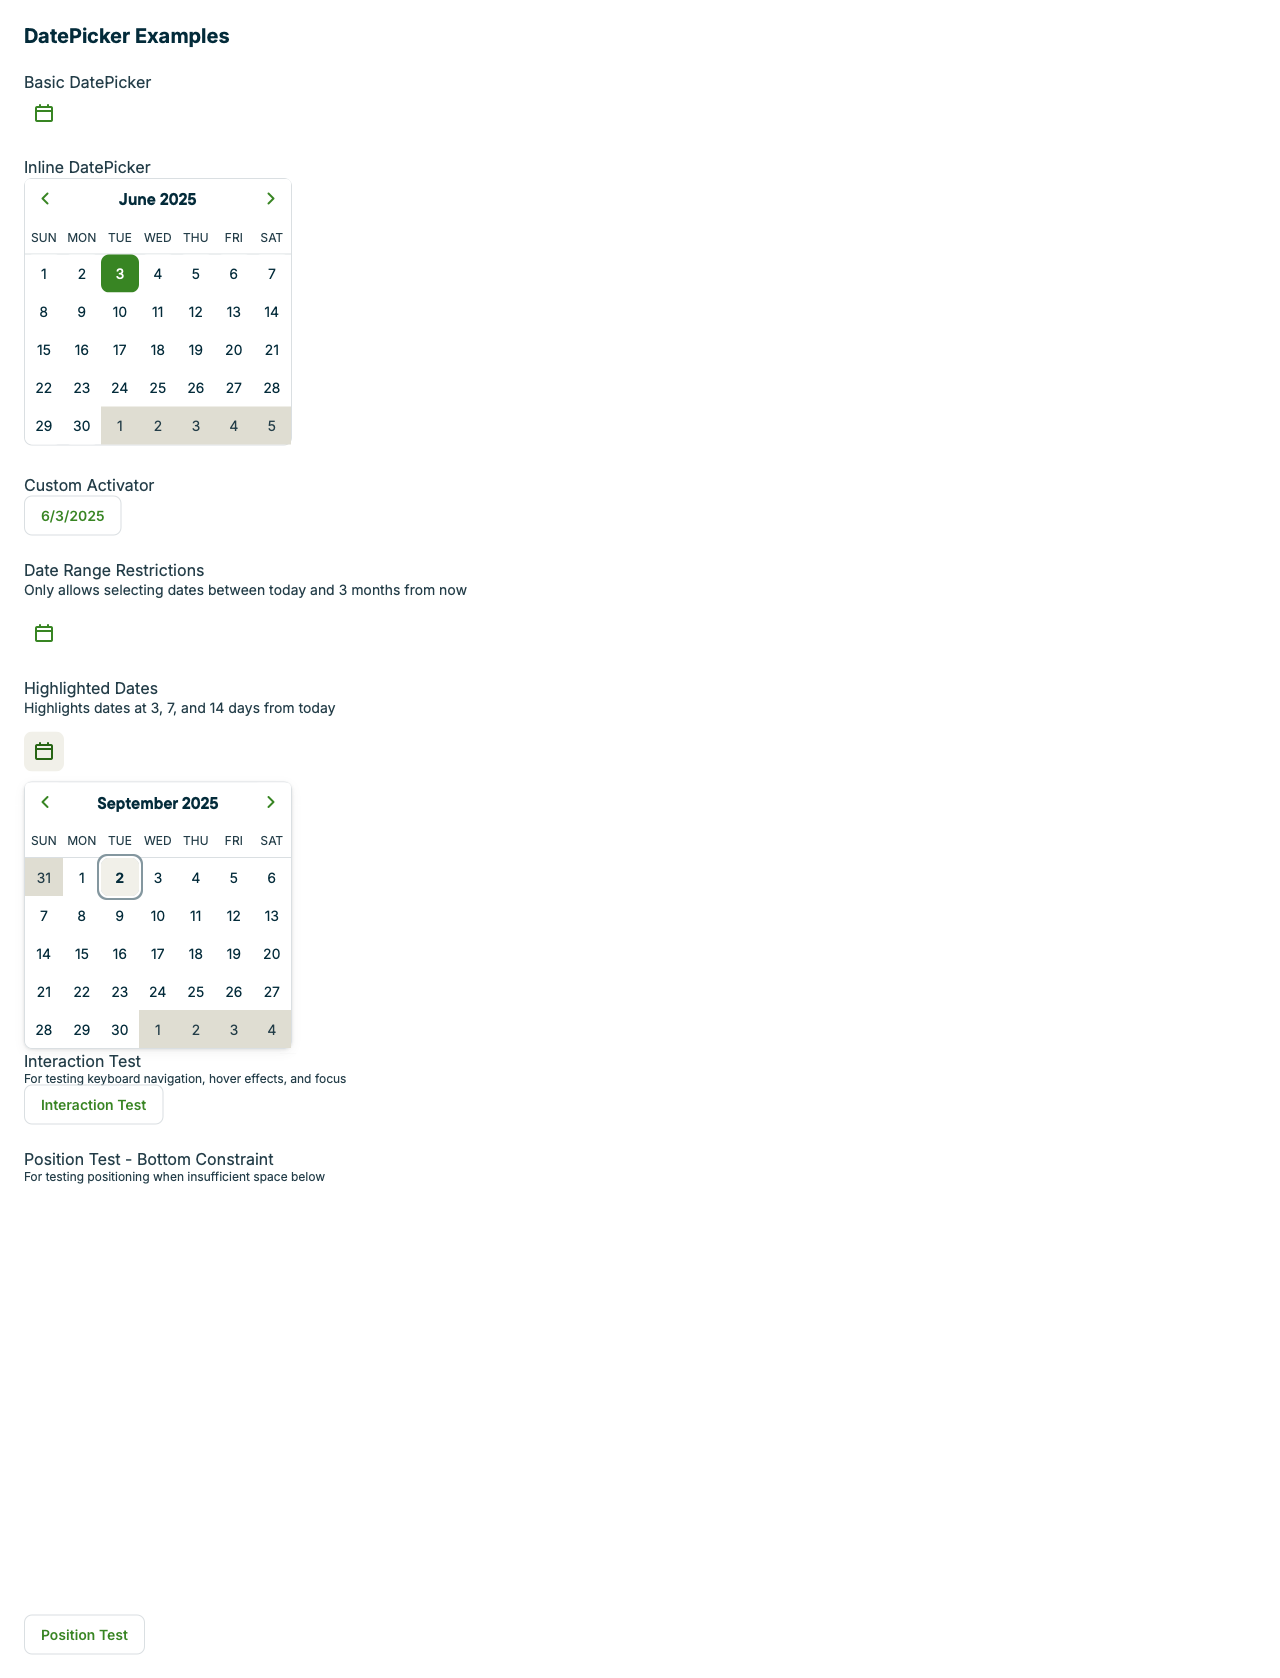 DatePicker Examples
Basic DatePicker
Inline DatePicker
June 2025
SUN MON TUE WED THU FRI SAT
1 2 3 4 5 6 7
8 9 10 11 12 13 14
15 16 17 18 19 20 21
22 23 24 25 26 27 28
29 30 1 2 3 4 5
Custom Activator
6/3/2025
Date Range Restrictions
Only allows selecting dates between today and 3 months from now
Highlighted Dates
Highlights dates at 3, 7, and 14 days from today
September 2025
SUN MON TUE WED THU FRI SAT
31 1 2 3 4 5 6
7 8 9 10 11 12 13
14 15 16 17 18 19 20
21 22 23 24 25 26 27
28 29 30 1 2 3 4
Interaction Test
For testing keyboard navigation, hover effects, and focus
Interaction Test
Position Test - Bottom Constraint
For testing positioning when insufficient space below
Position Test